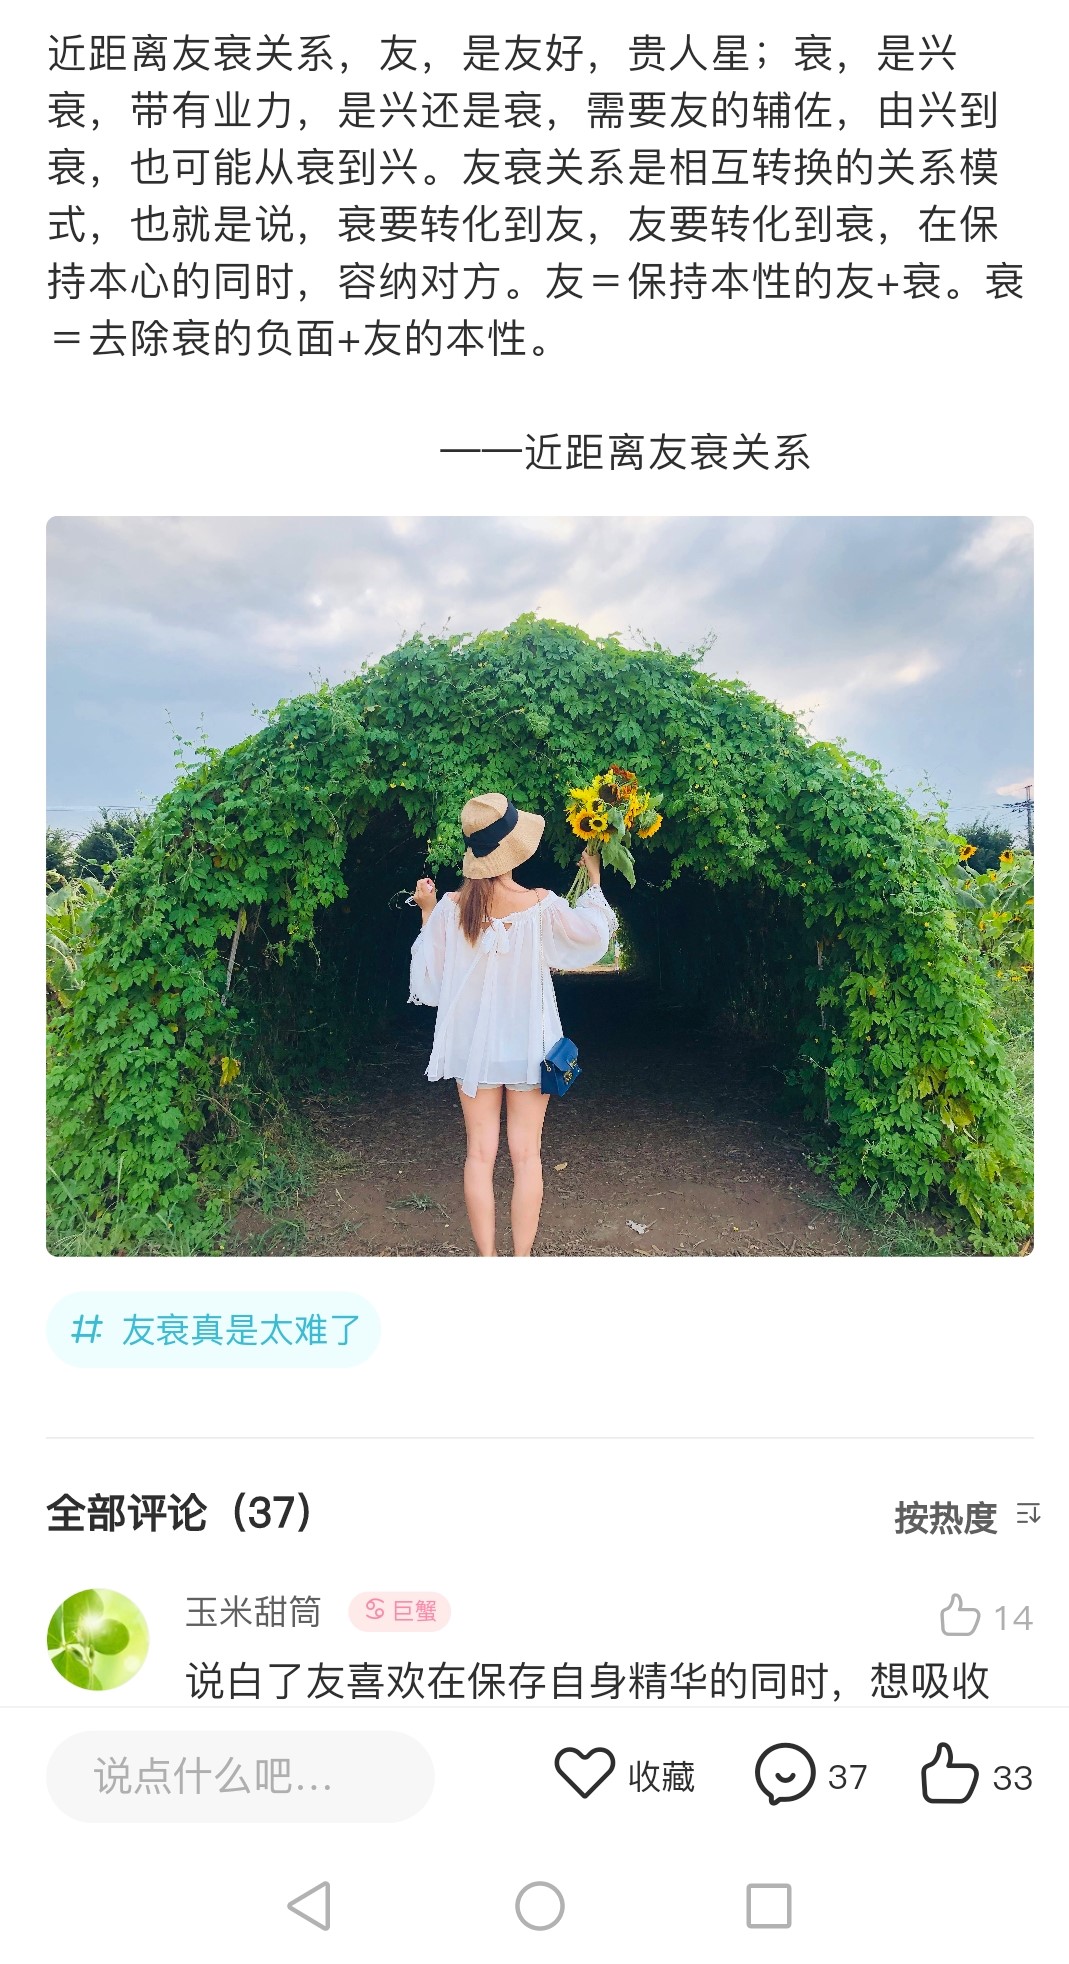 近距离友衰关系，友，是友好，贵人星；衰，是兴
衰，带有业力，是兴还是衰，需要友的辅佐，由兴到
衰，也可能从衰到兴。友衰关系是相互转换的关系模
式，也就是说，衰要转化到友，友要转化到衰，在保
持本心的同时，容纳对方。友＝保持本性的友+衰。衰
＝去除衰的负面+友的本性。
——近距离友衰关系
# 友衰真是太难了
全部评论（37）
按热度
玉米甜筒 巨蟹 14
说白了友喜欢在保存自身精华的同时，想吸收
说点什么吧... 收藏 37 33